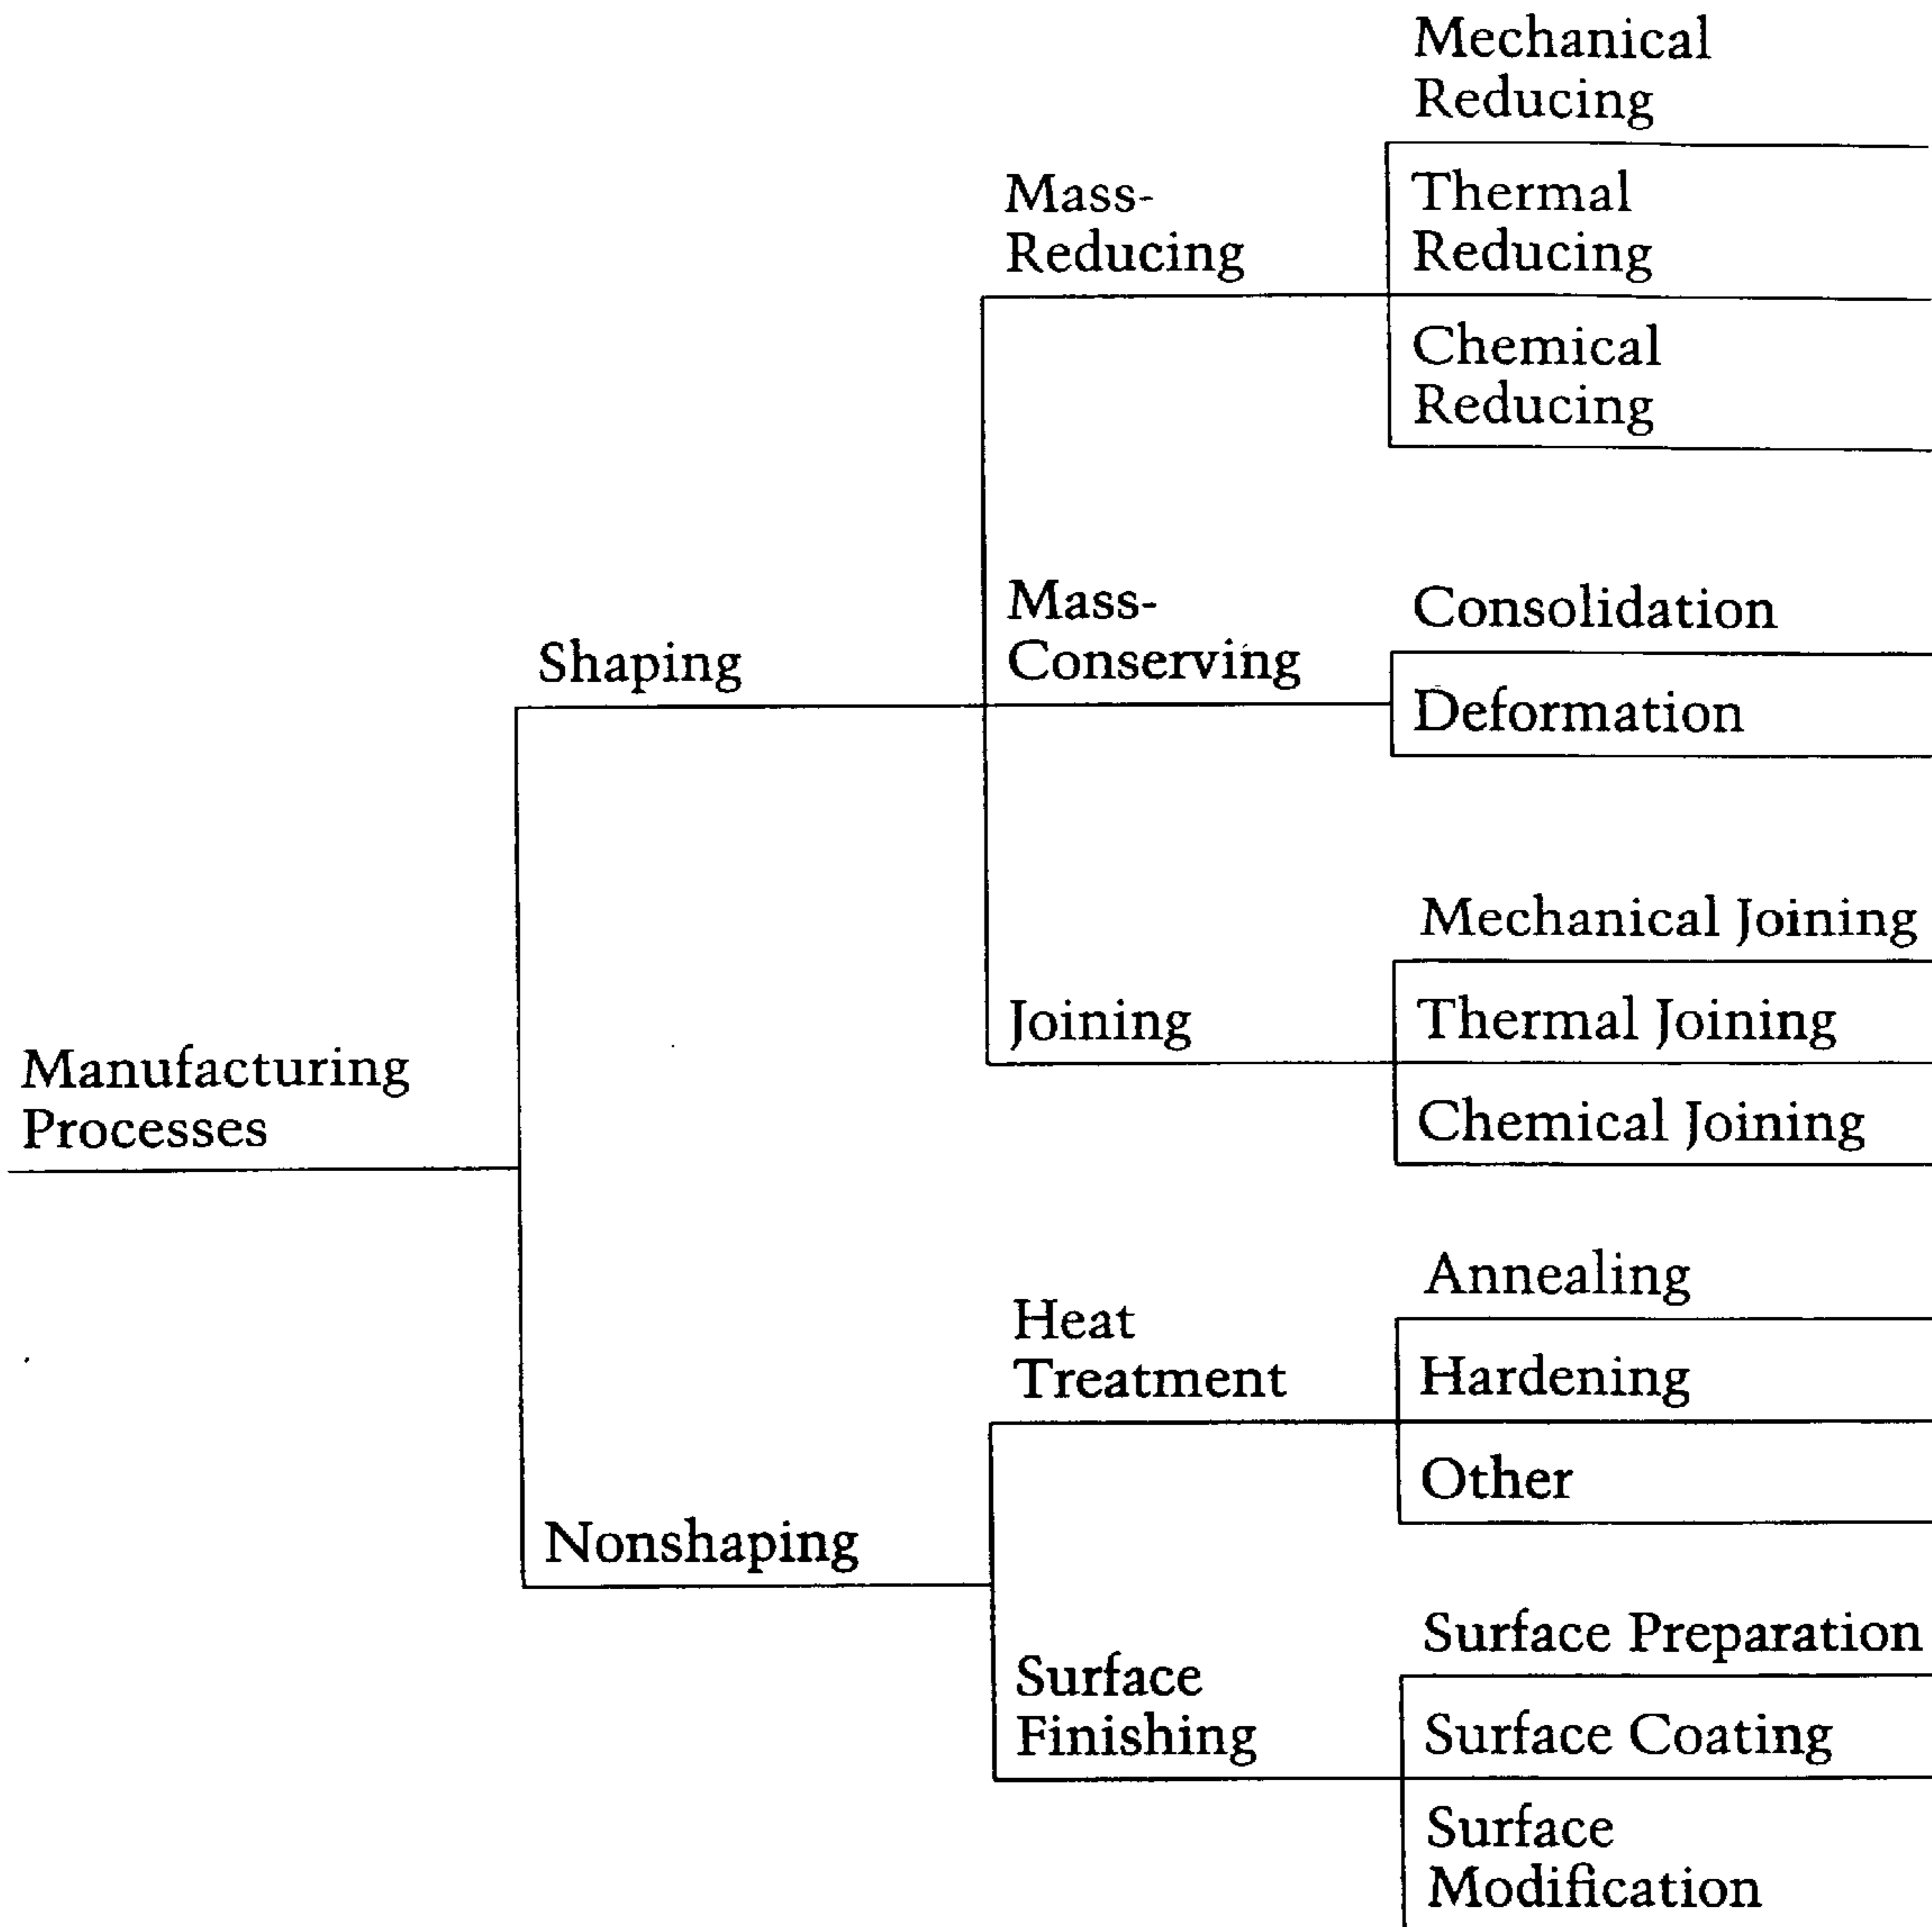 Mechanical
Reducing
Mass-
Reducing
Thermal
Reducing
Chemical
Reducing
Shaping
Mass-
Conserving
Consolidation
Deformation
Mechanical Joining
Joining
Thermal Joining
Chemical Joining
Manufacturing
Processes
Annealing
Heat
Treatment
Hardening
Other
Nonshaping
Surface Preparation
Surface
Finishing
Surface Coating
Surface
Modification